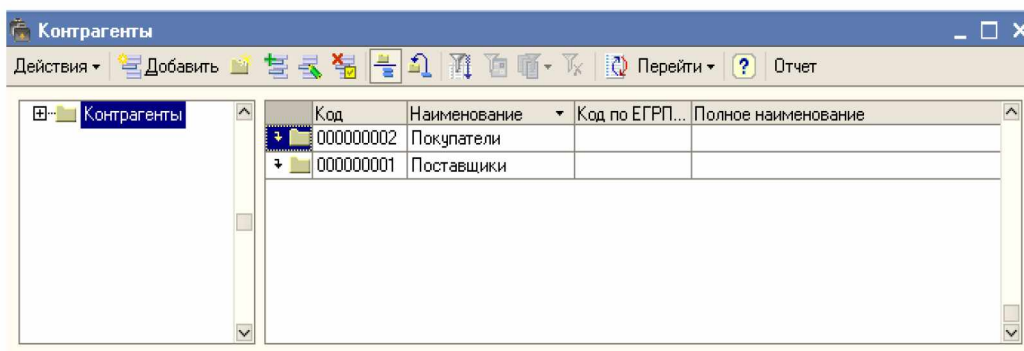 Контрагенты
Действия Добавить Перейти ? Отчет
Контрагенты
Код Наименование Код по ЕГРП... Полное наименование
000000002 Покупатели
000000001 Поставщики